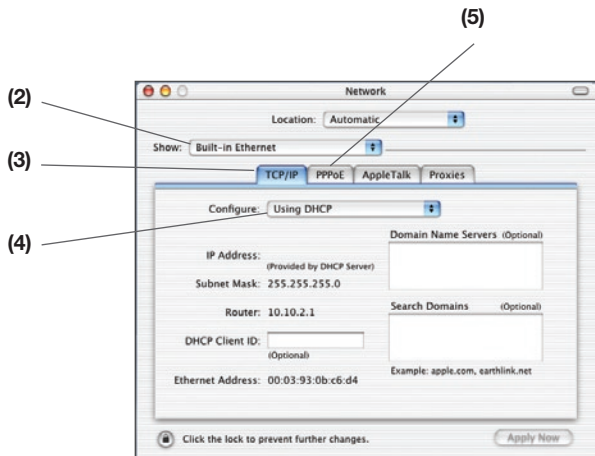 (5)
(2)
(3)
(4)
Network
Location: Automatic
Show: Built-in Ethernet
TCP/IP PPPoE AppleTalk Proxies
Configure: Using DHCP
Domain Name Servers (Optional)
IP Address:
(Provided by DHCP Server)
Subnet Mask: 255.255.255.0
Router: 10.10.2.1
Search Domains (Optional)
DHCP Client ID:
(Optional)
Example: apple.com, earthlink.net
Ethernet Address: 00:03:93:0b:c6:d4
Click the lock to prevent further changes.
Apply Now